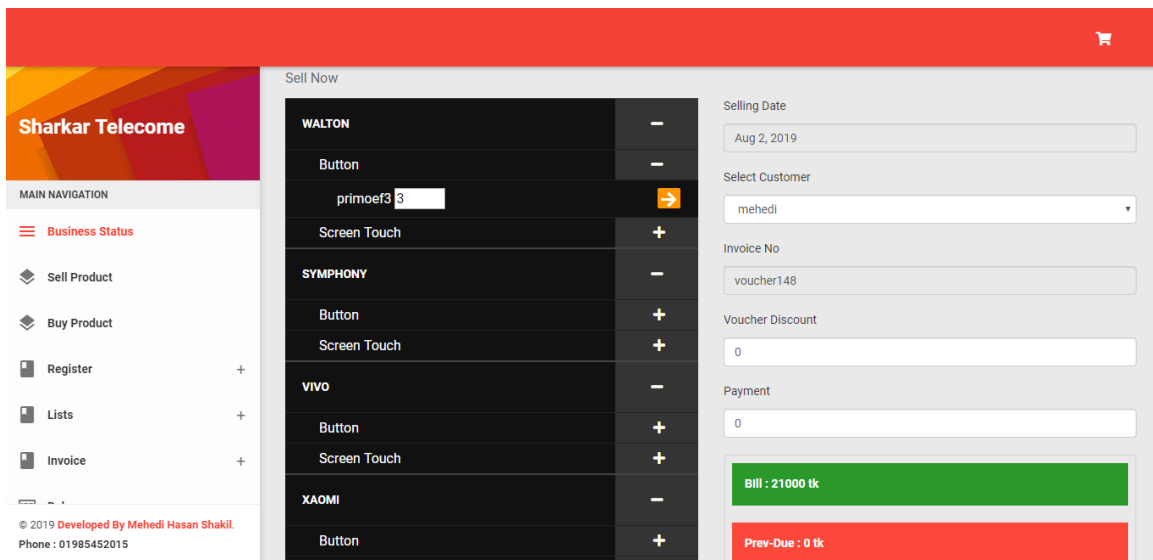 Sell Now
Sharkar Telecome
MAIN NAVIGATION
Business Status
Sell Product
Buy Product
Register +
Lists +
Invoice +
© 2019 Developed By Mehedi Hasan Shakil.
Phone : 01985452015
WALTON
Button
primoef3 3
Screen Touch
SYMPHONY
Button
Screen Touch
VIVO
Button
Screen Touch
XAOMI
Button
Selling Date
Aug 2, 2019
Select Customer
mehedi
Invoice No
voucher148
Voucher Discount
0
Payment
0
Bill : 21000 tk
Prev-Due : 0 tk